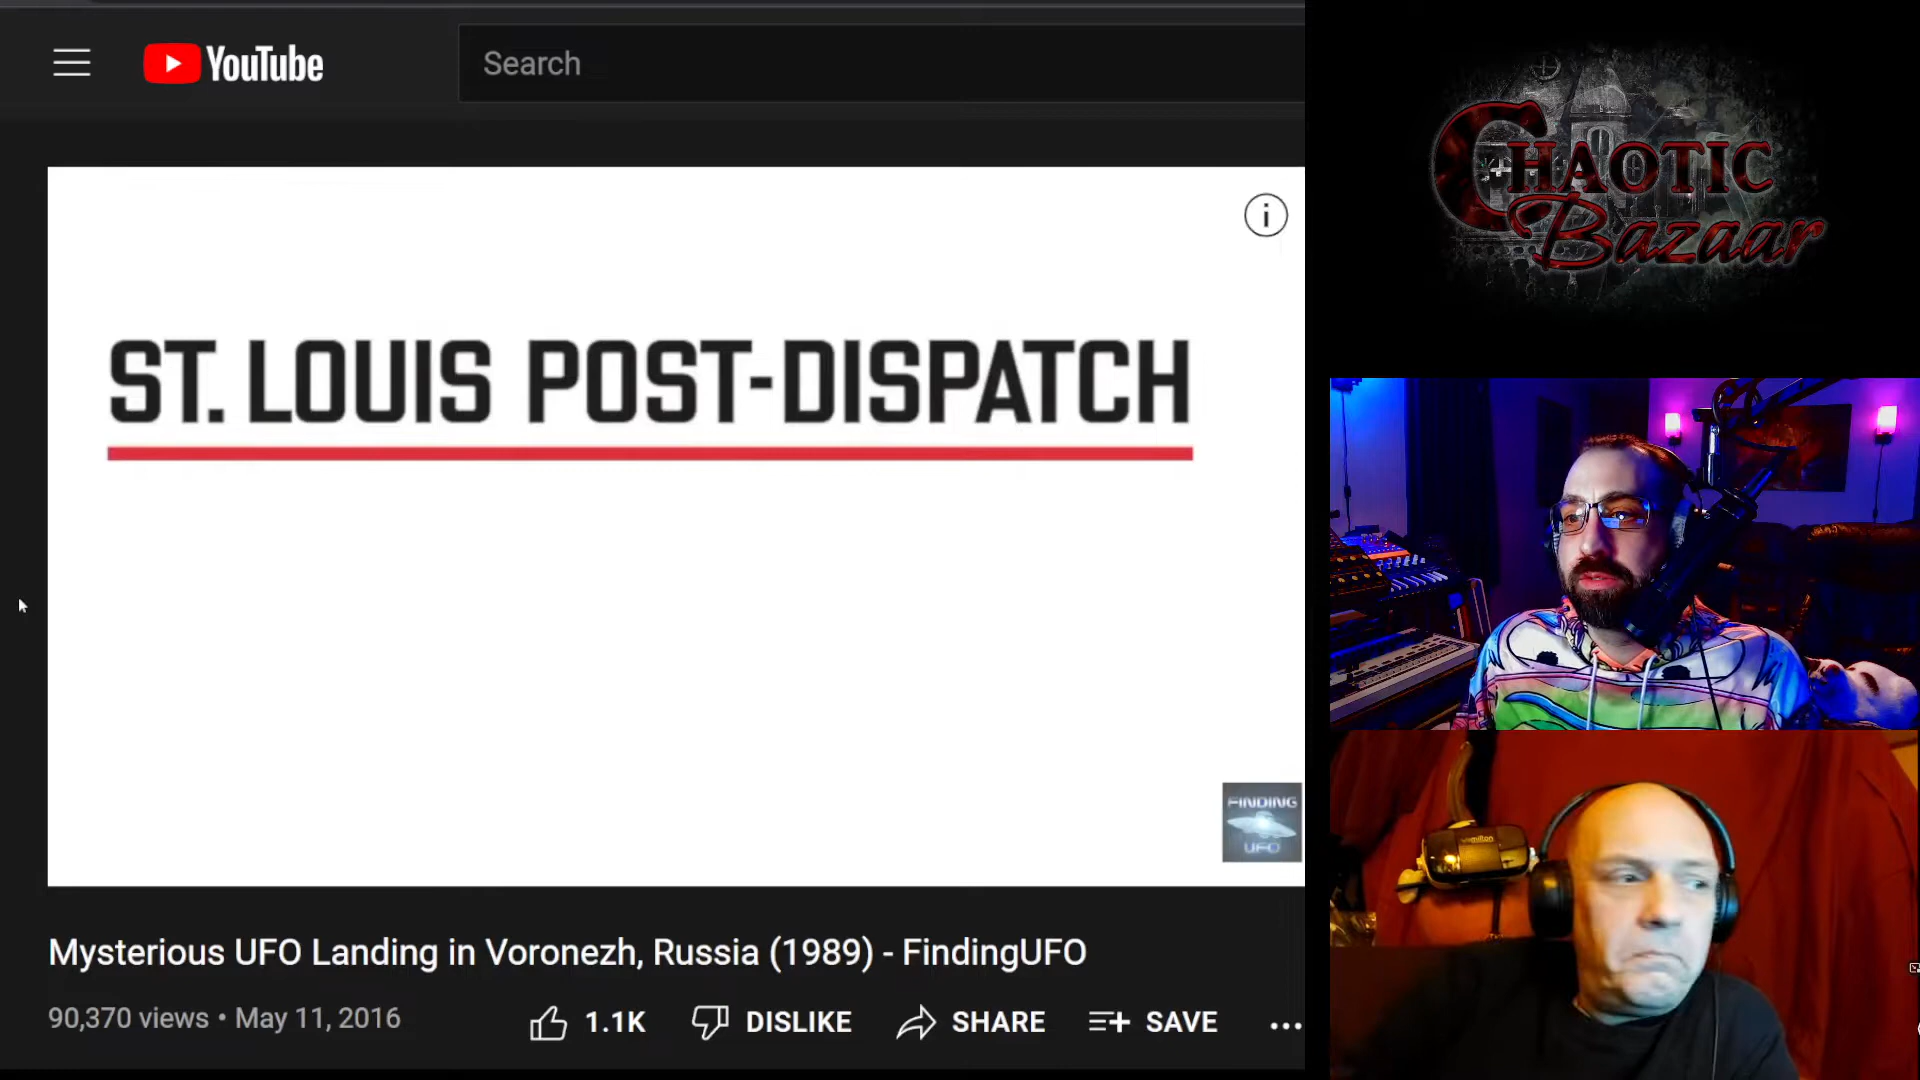 YouTube
Search
ST. LOUIS POST-DISPATCH
FINDING
UFO
Mysterious UFO Landing in Voronezh, Russia (1989) - FindingUFO
90,370 views • May 11, 2016
1.1K
DISLIKE
SHARE
SAVE
CHAOTIC
Bazaar